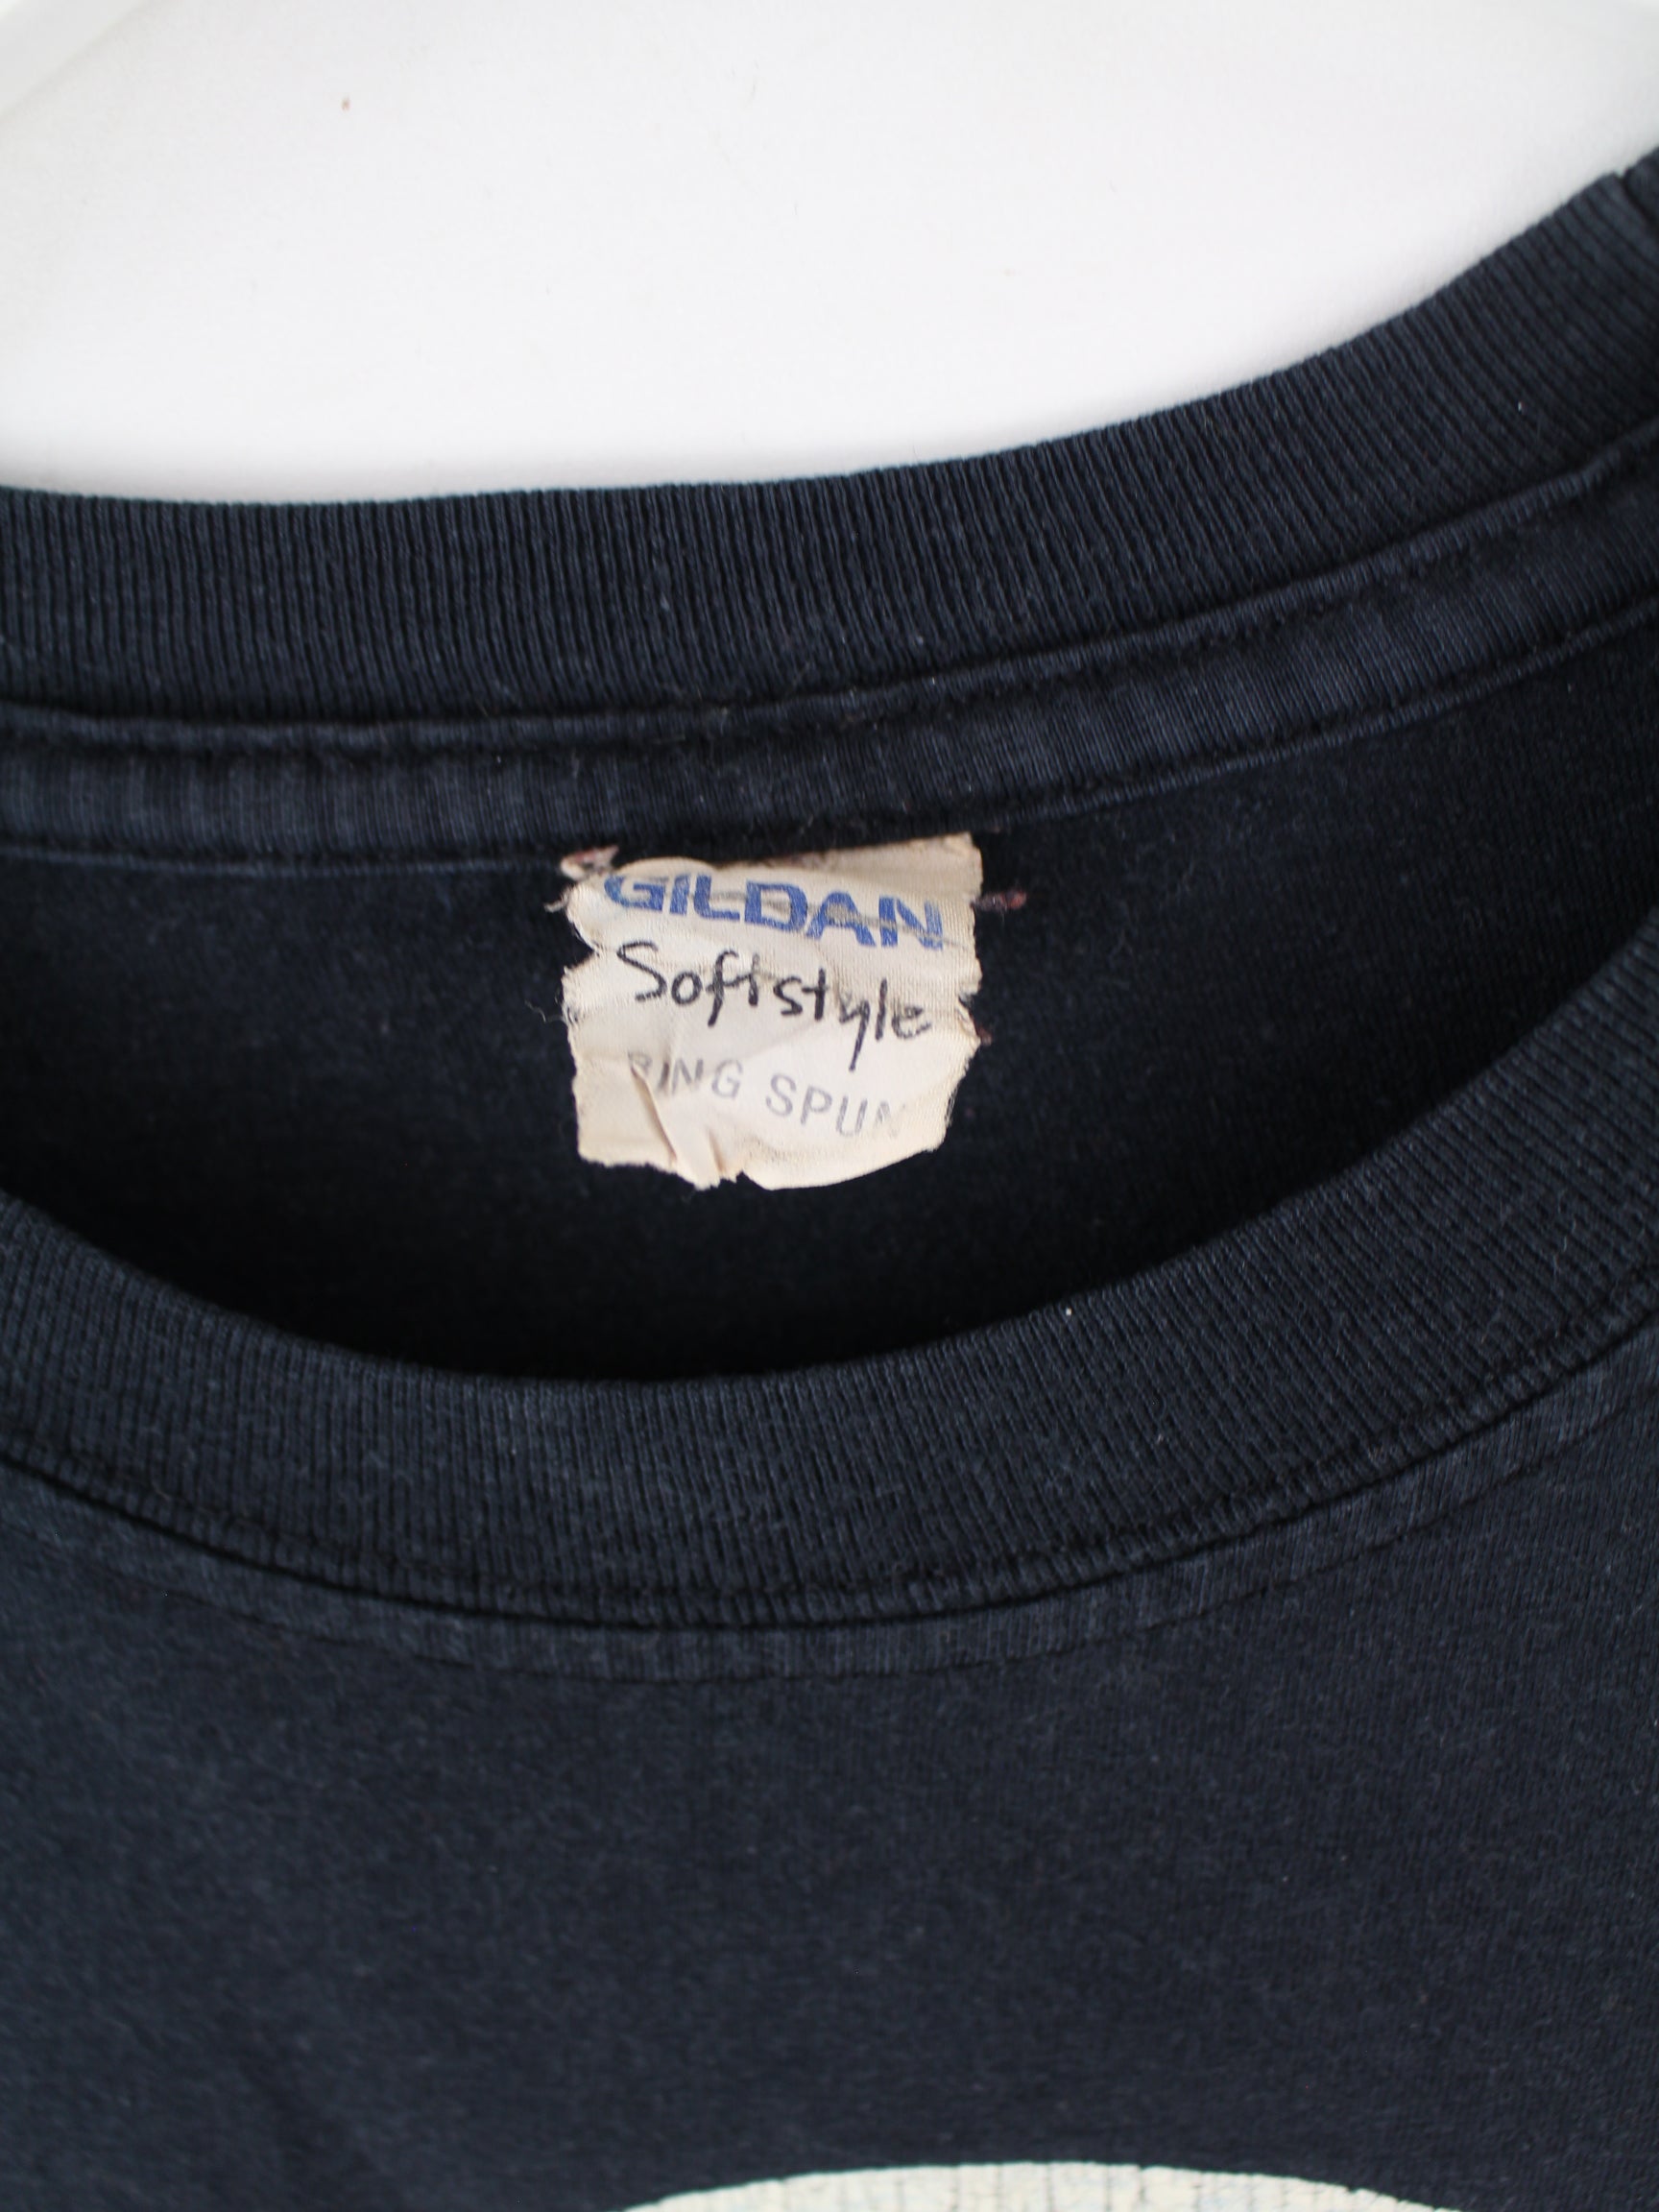 GILDAN
Softstyle
RING SPUN